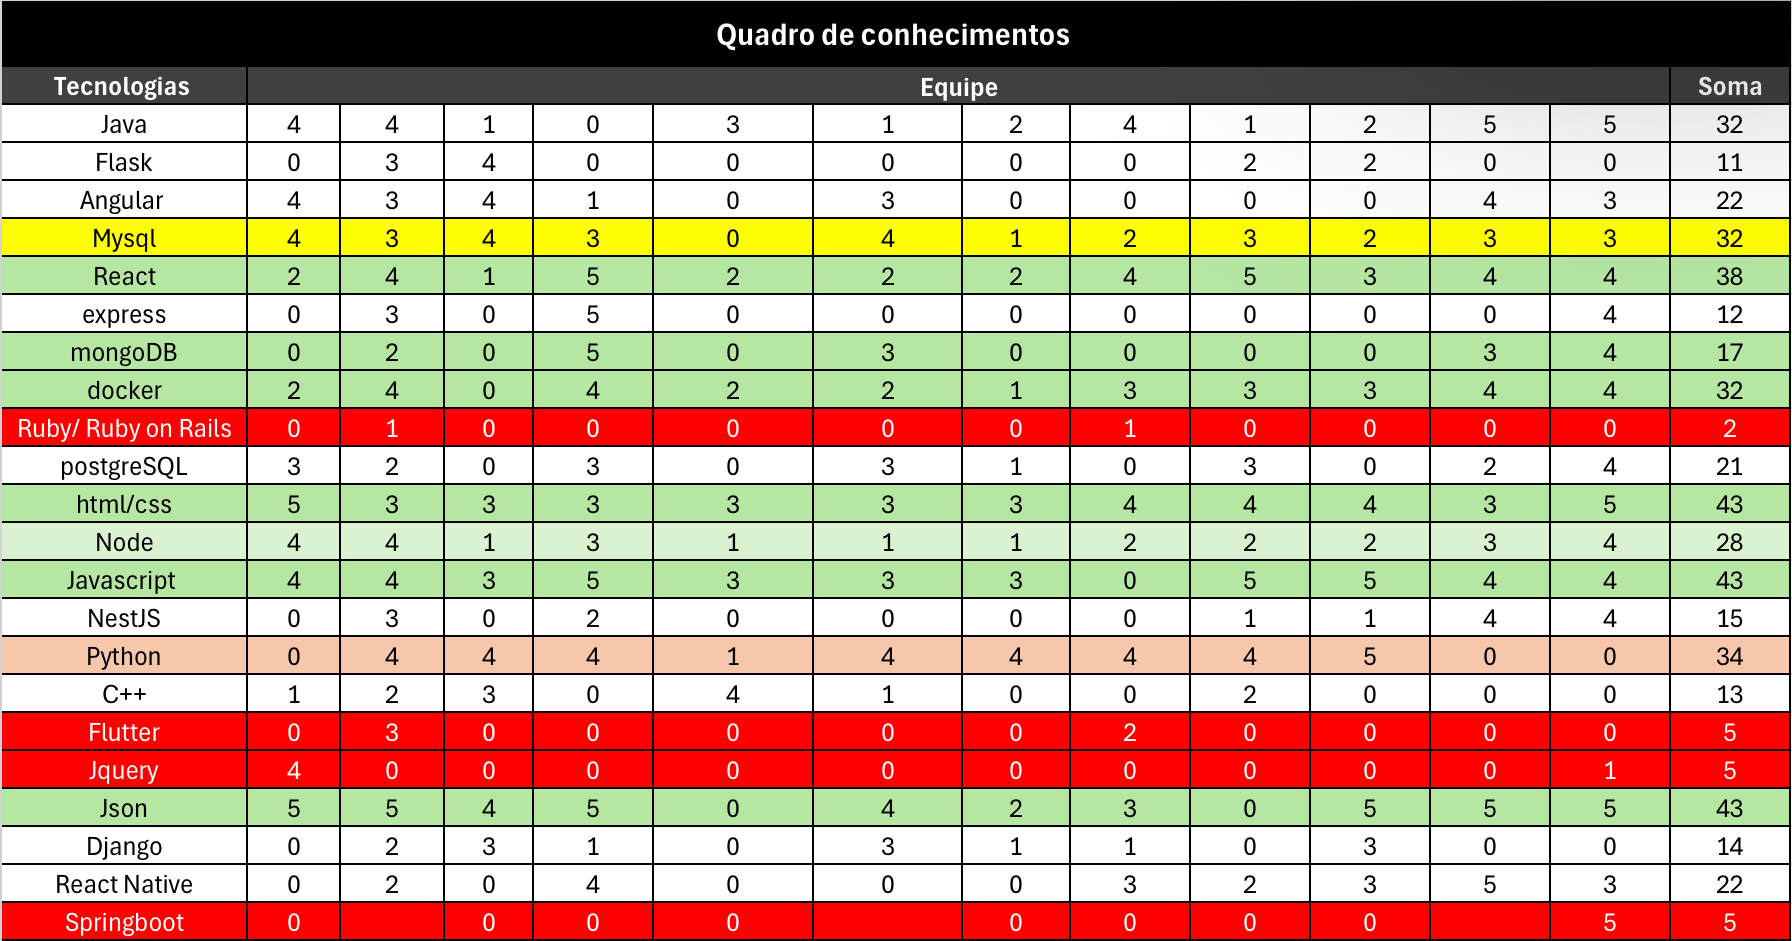 Quadro de conhecimentos
Tecnologias Equipe Soma
Java 4 4 1 0 3 1 2 4 1 2 5 5 32
Flask 0 3 4 0 0 0 0 0 2 2 0 0 11
Angular 4 3 4 1 0 3 0 0 0 0 4 3 22
Mysql 4 3 4 3 0 4 1 2 3 2 3 3 32
React 2 4 1 5 2 2 2 4 5 3 4 4 38
express 0 3 0 5 0 0 0 0 0 0 0 4 12
mongoDB 0 2 0 5 0 3 0 0 0 0 3 4 17
docker 2 4 0 4 2 2 1 3 3 3 4 4 32
Ruby/ Ruby on Rails 0 1 0 0 0 0 0 1 0 0 0 0 2
postgreSQL 3 2 0 3 0 3 1 0 3 0 2 4 21
html/css 5 3 3 3 3 3 3 4 4 4 3 5 43
Node 4 4 1 3 1 1 1 2 2 2 3 4 28
Javascript 4 4 3 5 3 3 3 0 5 5 4 4 43
NestJS 0 3 0 2 0 0 0 0 1 1 4 4 15
Python 0 4 4 4 1 4 4 4 4 5 0 0 34
C++ 1 2 3 0 4 1 0 0 2 0 0 0 13
Flutter 0 3 0 0 0 0 0 2 0 0 0 0 5
Jquery 4 0 0 0 0 0 0 0 0 0 0 1 5
Json 5 5 4 5 0 4 2 3 0 5 5 5 43
Django 0 2 3 1 0 3 1 1 0 3 0 0 14
React Native 0 2 0 4 0 0 0 3 2 3 5 3 22
Springboot 0 0 0 0 0 0 0 0 5 5